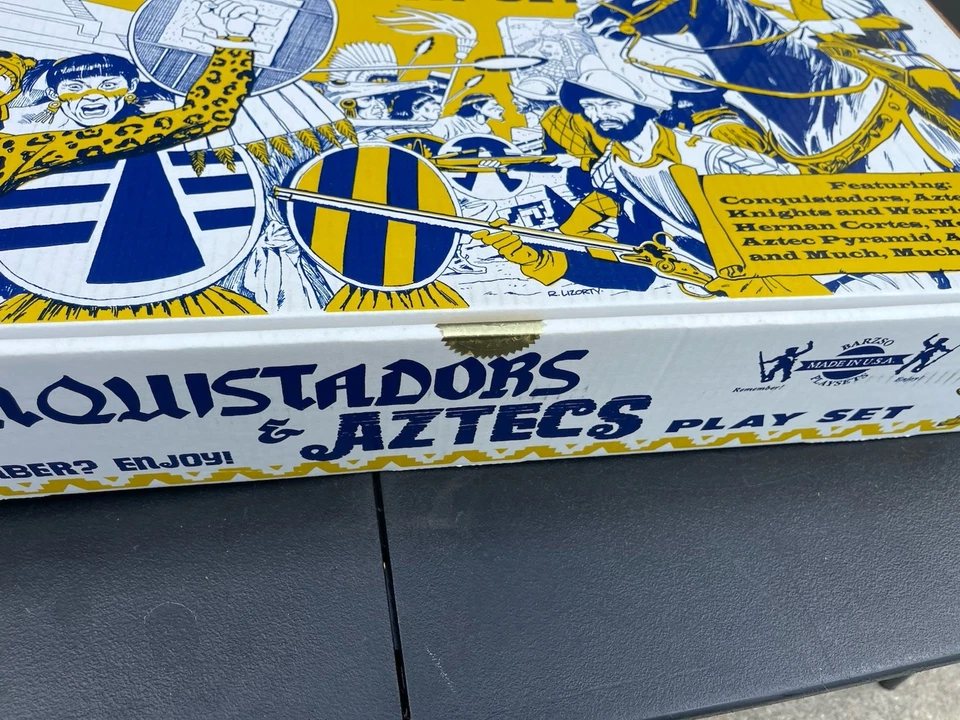 Featuring:
Conquistadors, Azte
Knights and Warri
Hernan Cortes, M
Aztec Pyramid, A
and Much, Much
R. LIZORTY.
NQUISTADORS
& AZTECS PLAY SET
BER? ENJOY!
BARZSO
MADE IN U.S.A.
PLAYSETS
Remember?
Enjoy!